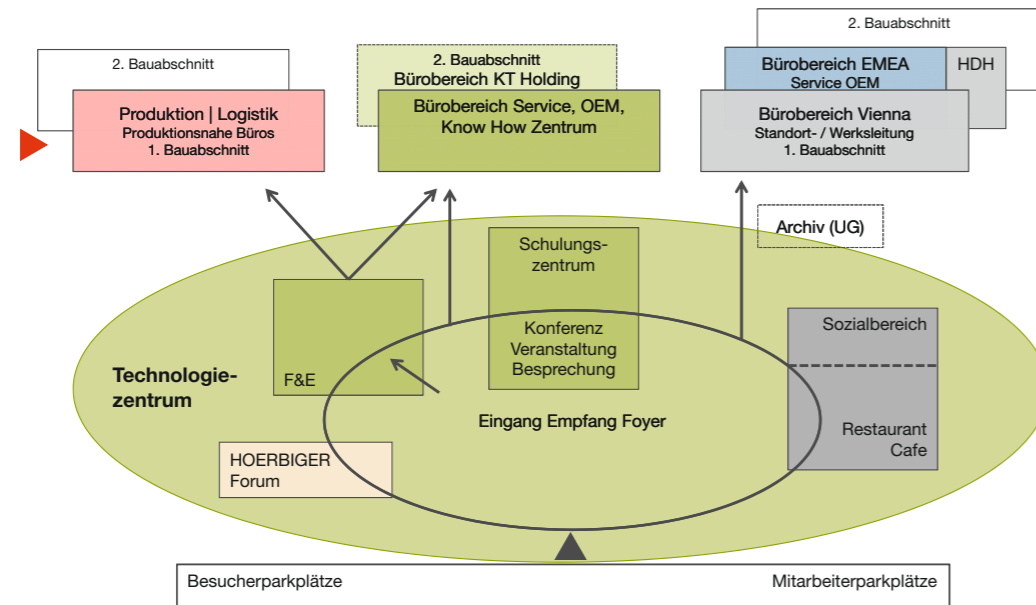 2. Bauabschnitt
Produktion | Logistik
Produktionsnahe Büros
1. Bauabschnitt
2. Bauabschnitt
Bürobereich KT Holding
Bürobereich Service, OEM,
Know How Zentrum
2. Bauabschnitt
Bürobereich EMEA
Service OEM
HDH
Bürobereich Vienna
Standort- / Werksleitung
1. Bauabschnitt
Archiv (UG)
Schulungs-
zentrum
Konferenz
Veranstaltung
Besprechung
Sozialbereich
Technologie-
zentrum
F&E
Eingang Empfang Foyer
Restaurant
Cafe
HOERBIGER
Forum
Besucherparkplätze
Mitarbeiterparkplätze